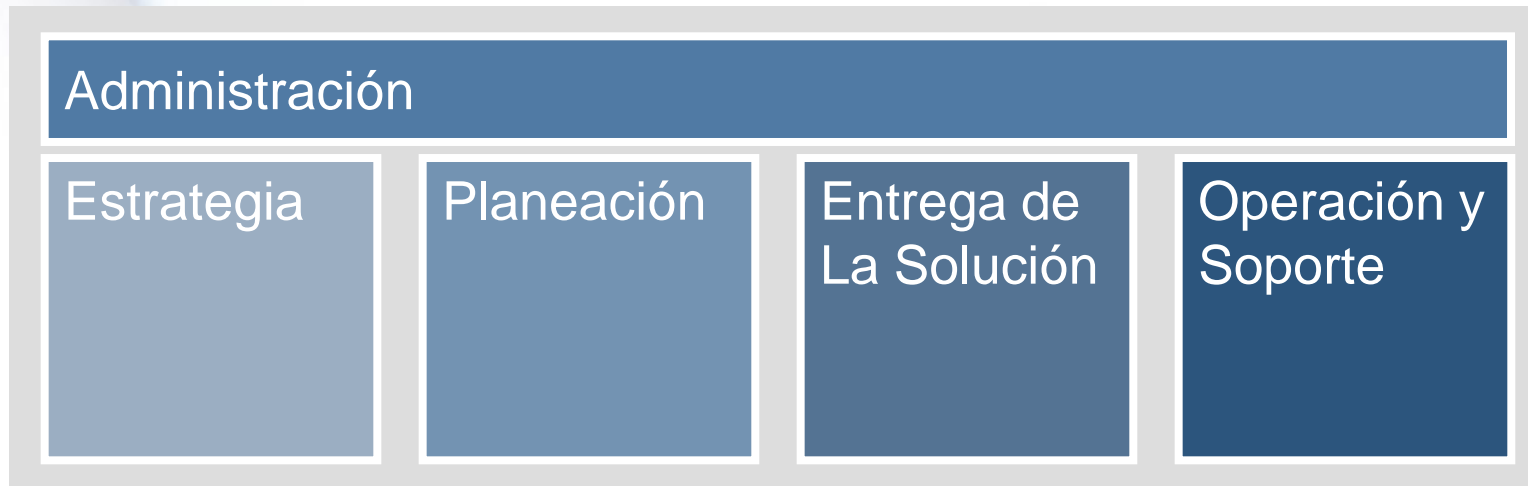 Administración
Estrategia
Planeación
Entrega de
La Solución
Operación y
Soporte